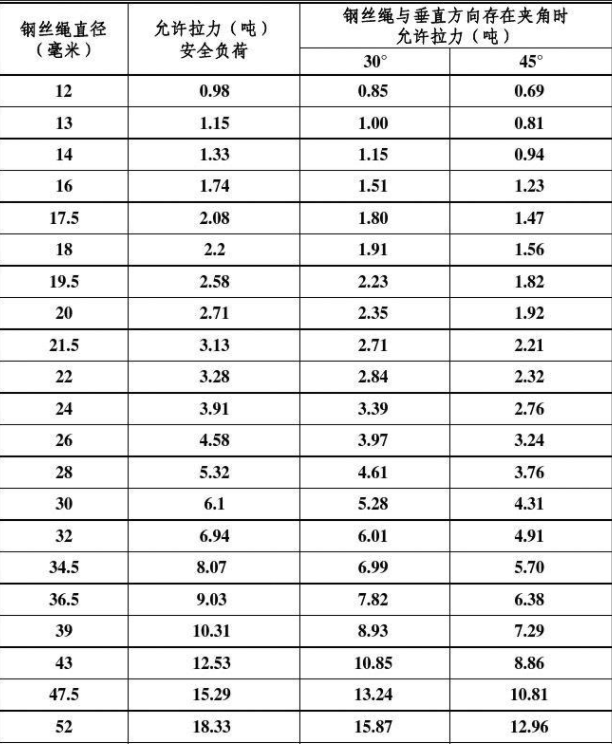 钢丝绳直径
（毫米）
允许拉力（吨）
安全负荷
钢丝绳与垂直方向存在夹角时
允许拉力（吨）
30° 45°
12 0.98 0.85 0.69
13 1.15 1.00 0.81
14 1.33 1.15 0.94
16 1.74 1.51 1.23
17.5 2.08 1.80 1.47
18 2.2 1.91 1.56
19.5 2.58 2.23 1.82
20 2.71 2.35 1.92
21.5 3.13 2.71 2.21
22 3.28 2.84 2.32
24 3.91 3.39 2.76
26 4.58 3.97 3.24
28 5.32 4.61 3.76
30 6.1 5.28 4.31
32 6.94 6.01 4.91
34.5 8.07 6.99 5.70
36.5 9.03 7.82 6.38
39 10.31 8.93 7.29
43 12.53 10.85 8.86
47.5 15.29 13.24 10.81
52 18.33 15.87 12.96